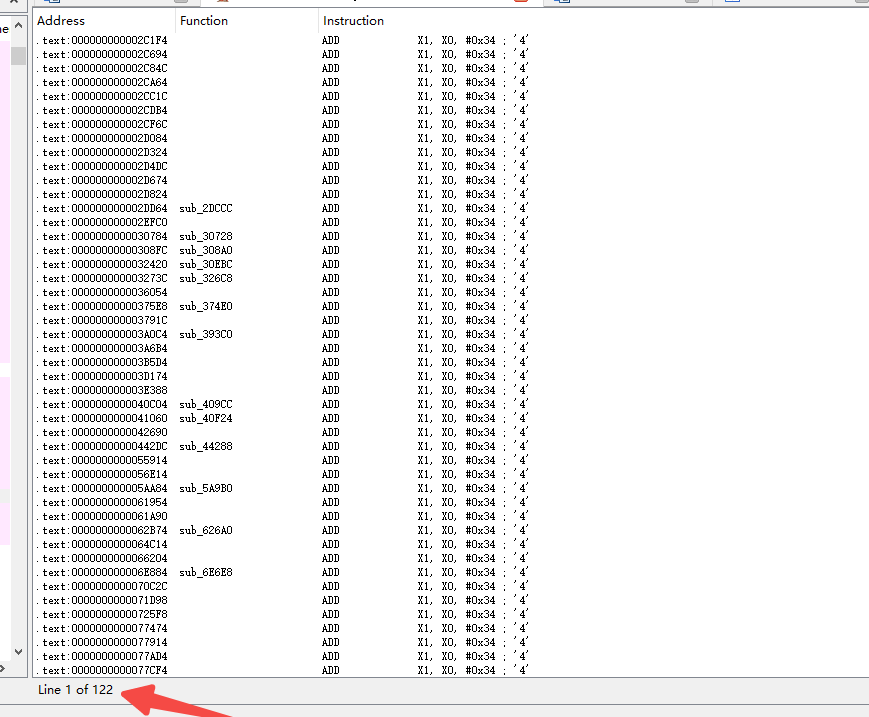 Address Function Instruction
.text:000000000002C1F4 ADD X1, X0, #0x34 ; '4'
.text:000000000002C694 ADD X1, X0, #0x34 ; '4'
.text:000000000002C84C ADD X1, X0, #0x34 ; '4'
.text:000000000002CA64 ADD X1, X0, #0x34 ; '4'
.text:000000000002CC1C ADD X1, X0, #0x34 ; '4'
.text:000000000002CDB4 ADD X1, X0, #0x34 ; '4'
.text:000000000002CF6C ADD X1, X0, #0x34 ; '4'
.text:000000000002D084 ADD X1, X0, #0x34 ; '4'
.text:000000000002D324 ADD X1, X0, #0x34 ; '4'
.text:000000000002D4DC ADD X1, X0, #0x34 ; '4'
.text:000000000002D674 ADD X1, X0, #0x34 ; '4'
.text:000000000002D824 ADD X1, X0, #0x34 ; '4'
.text:000000000002DD64 sub_2DCCC ADD X1, X0, #0x34 ; '4'
.text:000000000002EFC0 ADD X1, X0, #0x34 ; '4'
.text:0000000000030784 sub_30728 ADD X1, X0, #0x34 ; '4'
.text:00000000000308FC sub_308A0 ADD X1, X0, #0x34 ; '4'
.text:0000000000032420 sub_30EBC ADD X1, X0, #0x34 ; '4'
.text:000000000003273C sub_326C8 ADD X1, X0, #0x34 ; '4'
.text:0000000000036054 ADD X1, X0, #0x34 ; '4'
.text:00000000000375E8 sub_374E0 ADD X1, X0, #0x34 ; '4'
.text:000000000003791C ADD X1, X0, #0x34 ; '4'
.text:000000000003A0C4 sub_393C0 ADD X1, X0, #0x34 ; '4'
.text:000000000003A6B4 ADD X1, X0, #0x34 ; '4'
.text:000000000003B5D4 ADD X1, X0, #0x34 ; '4'
.text:000000000003D174 ADD X1, X0, #0x34 ; '4'
.text:000000000003E388 ADD X1, X0, #0x34 ; '4'
.text:0000000000040C04 sub_409CC ADD X1, X0, #0x34 ; '4'
.text:0000000000041060 sub_40F24 ADD X1, X0, #0x34 ; '4'
.text:0000000000042690 ADD X1, X0, #0x34 ; '4'
.text:00000000000442DC sub_44288 ADD X1, X0, #0x34 ; '4'
.text:0000000000055914 ADD X1, X0, #0x34 ; '4'
.text:0000000000056E14 ADD X1, X0, #0x34 ; '4'
.text:000000000005AA84 sub_5A9B0 ADD X1, X0, #0x34 ; '4'
.text:0000000000061954 ADD X1, X0, #0x34 ; '4'
.text:0000000000061A90 ADD X1, X0, #0x34 ; '4'
.text:0000000000062B74 sub_626A0 ADD X1, X0, #0x34 ; '4'
.text:0000000000064C14 ADD X1, X0, #0x34 ; '4'
.text:0000000000066204 ADD X1, X0, #0x34 ; '4'
.text:000000000006E884 sub_6E6E8 ADD X1, X0, #0x34 ; '4'
.text:0000000000070C2C ADD X1, X0, #0x34 ; '4'
.text:0000000000071D98 ADD X1, X0, #0x34 ; '4'
.text:00000000000725F8 ADD X1, X0, #0x34 ; '4'
.text:0000000000077474 ADD X1, X0, #0x34 ; '4'
.text:0000000000077914 ADD X1, X0, #0x34 ; '4'
.text:0000000000077AD4 ADD X1, X0, #0x34 ; '4'
.text:0000000000077CF4 ADD X1, X0, #0x34 ; '4'
Line 1 of 122